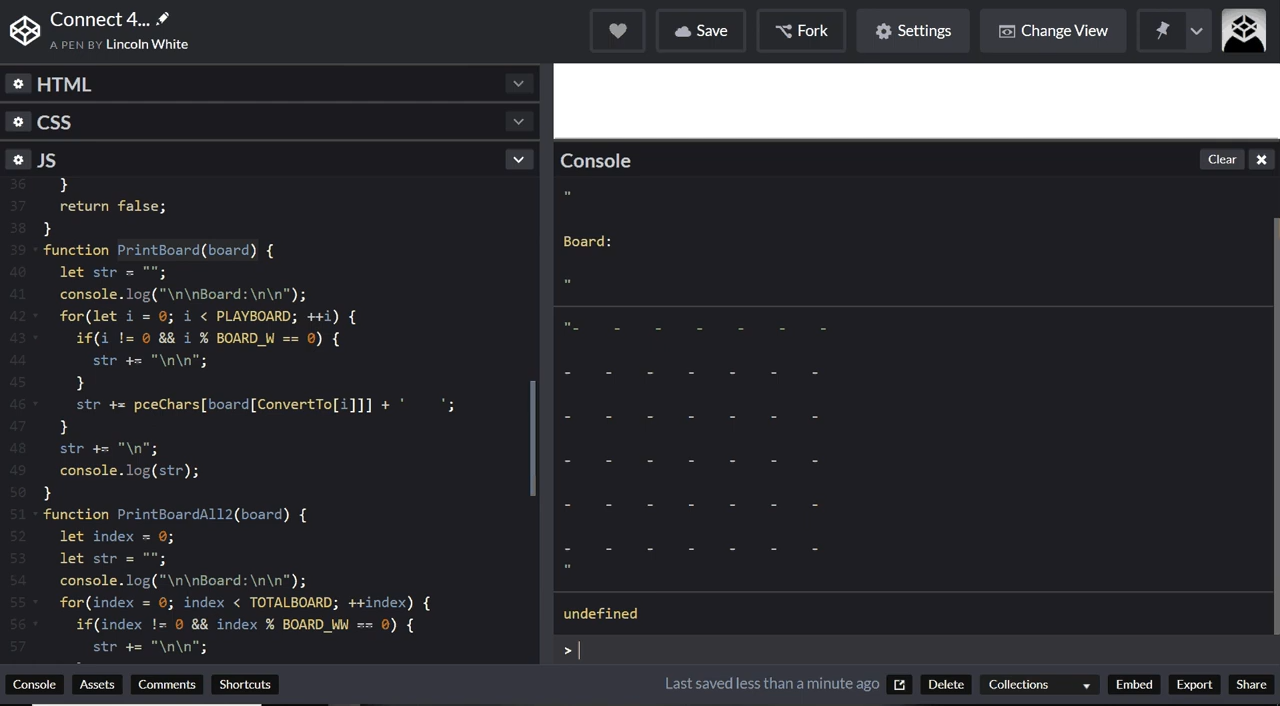 Connect 4...
A PEN BY Lincoln White
Save
Fork
Settings
Change View
HTML
CSS
JS
36 }
37 return false;
38 }
39 function PrintBoard(board) {
40 let str = "";
41 console.log("\n\nBoard:\n\n");
42 for(let i = 0; i < PLAYBOARD; ++i) {
43 if(i != 0 && i % BOARD_W == 0) {
44 str += "\n\n";
45 }
46 str += pceChars[board[ConvertTo[i]]] + '    ';
47 }
48 str += "\n";
49 console.log(str);
50 }
51 function PrintBoardAll2(board) {
52 let index = 0;
53 let str = "";
54 console.log("\n\nBoard:\n\n");
55 for(index = 0; index < TOTALBOARD; ++index) {
56 if(index != 0 && index % BOARD_WW == 0) {
57 str += "\n\n";
Console
Clear
"
Board:
"
"- - - - - - -
- - - - - - -
- - - - - - -
- - - - - - -
- - - - - - -
- - - - - - -
"
undefined
>
Console
Assets
Comments
Shortcuts
Last saved less than a minute ago
Delete
Collections
Embed
Export
Share